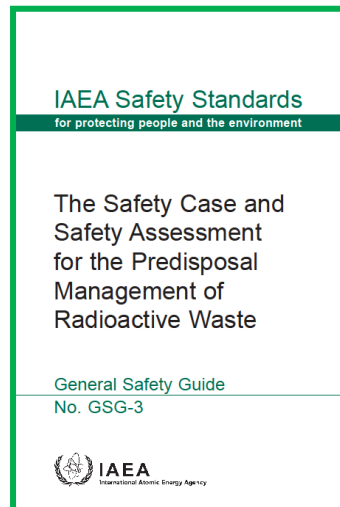 IAEA Safety Standards
for protecting people and the environment
The Safety Case and
Safety Assessment
for the Predisposal
Management of
Radioactive Waste
General Safety Guide
No. GSG-3
IAEA
International Atomic Energy Agency